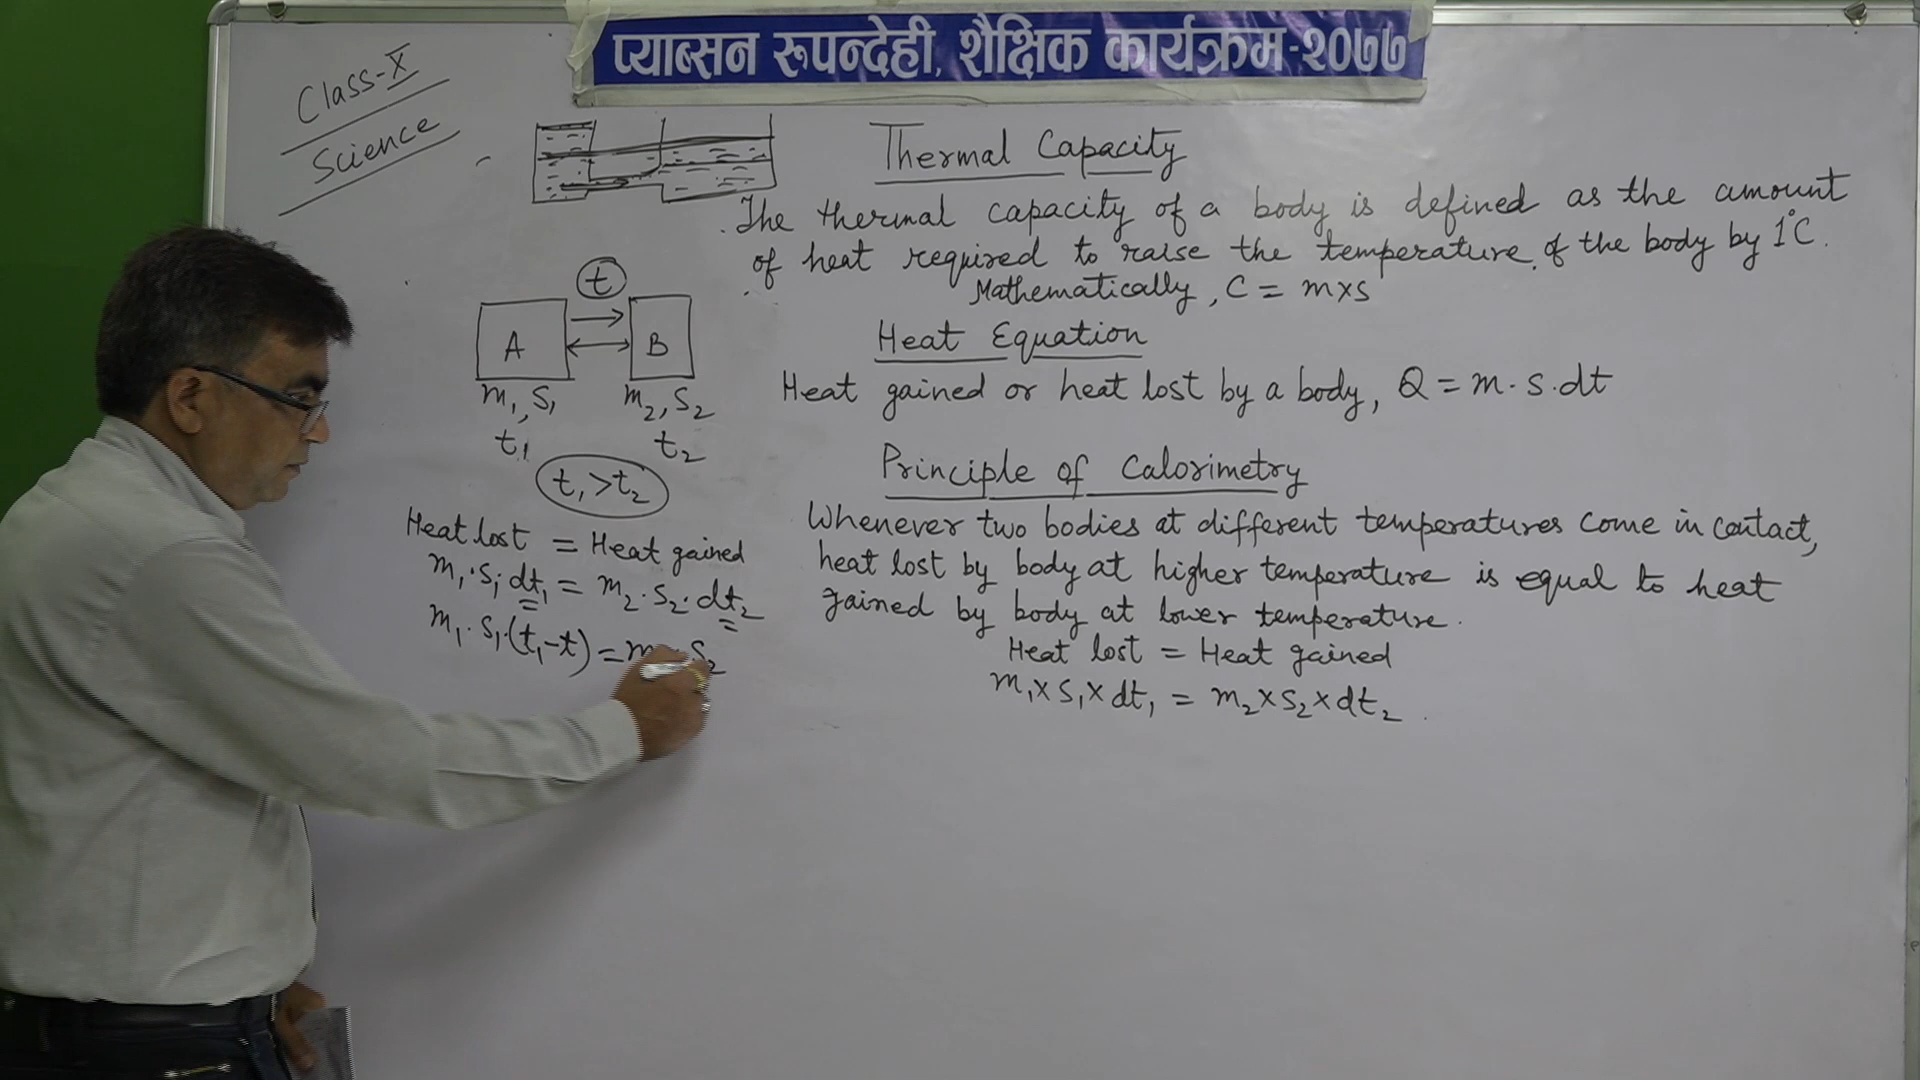 प्याब्सन रूपन्देही, शैक्षिक कार्यक्रम-२०७७
Class-X
Science
t
A
B
m₁, S₁
m₂, S₂
t₁
t₂
t₁>t₂
Heat lost = Heat gained
m₁·s₁·dt₁ = m₂·s₂·dt₂
m₁·s₁·(t₁-t) = m₂·s₂
Thermal Capacity
The thermal capacity of a body is defined as the amount
of heat required to raise the temperature of the body by 1°C.
Mathematically, C = m×s
Heat Equation
Heat gained or heat lost by a body, Q = m·s·dt
Principle of Calorimetry
Whenever two bodies at different temperatures come in contact,
heat lost by body at higher temperature is equal to heat
gained by body at lower temperature.
Heat lost = Heat gained
m₁×s₁×dt₁ = m₂×s₂×dt₂